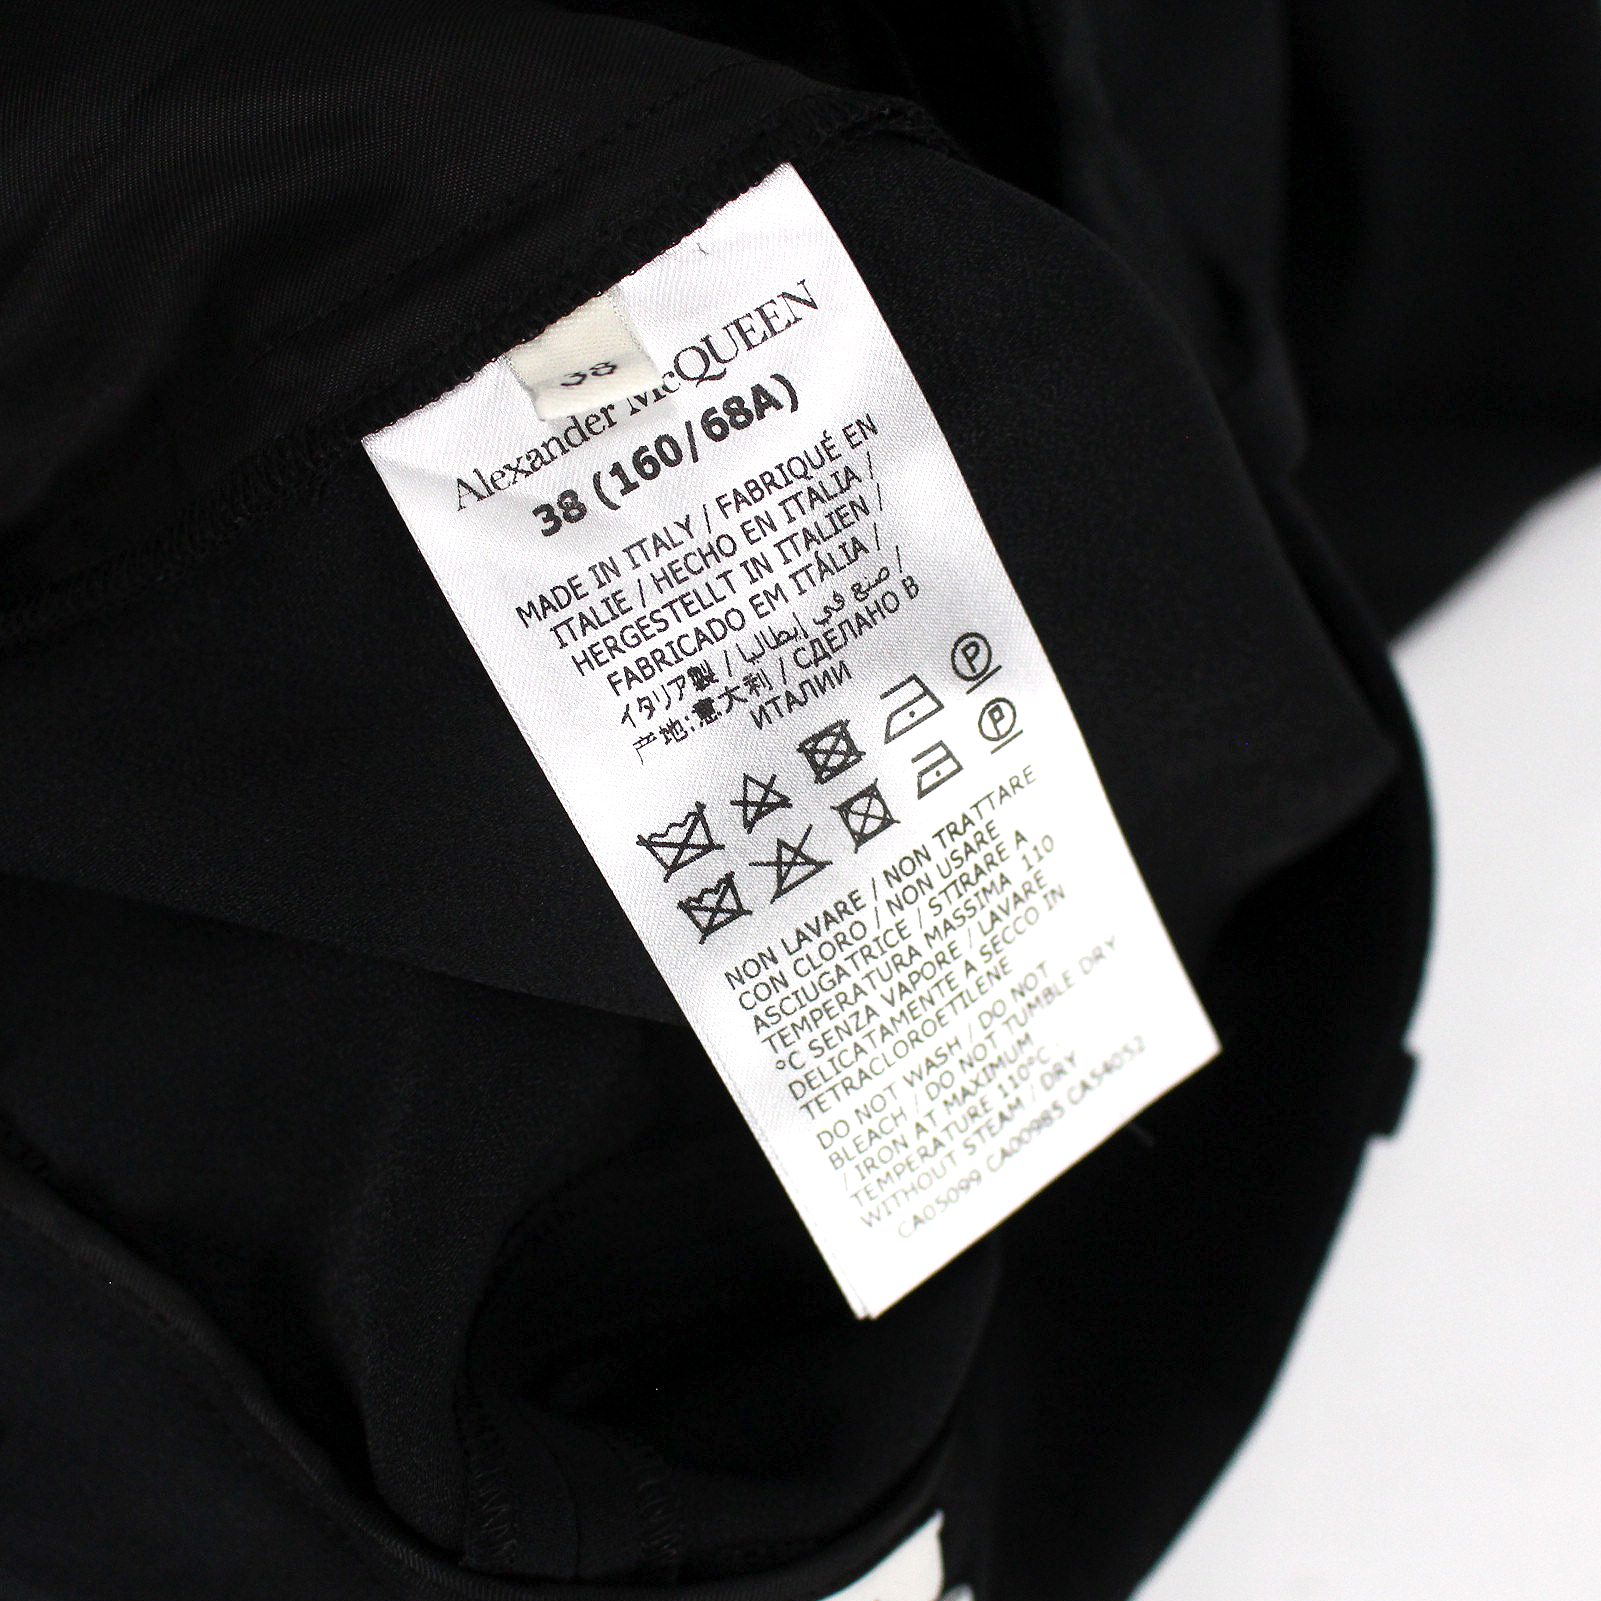 38
Alexander McQUEEN
38 (160/68A)
MADE IN ITALY / FABRIQUÉ EN
ITALIE / HECHO EN ITALIA /
HERGESTELLT IN ITALIEN /
FABRICADO EM ITÁLIA /
イタリア製 / صنع في إيطاليا /
产地: 意大利 / СДЕЛАНО В
ИТАЛИИ
P
P
NON LAVARE / NON TRATTARE
CON CLORO / NON USARE
ASCIUGATRICE / STIRARE A
TEMPERATURA MASSIMA 110
°C SENZA VAPORE / LAVARE
DELICATAMENTE A SECCO IN
TETRACLOROETILENE
DO NOT WASH / DO NOT
BLEACH / DO NOT TUMBLE DRY
/ IRON AT MAXIMUM
TEMPERATURE 110°C
WITHOUT STEAM / DRY
CA05099 CA00985 CA54052